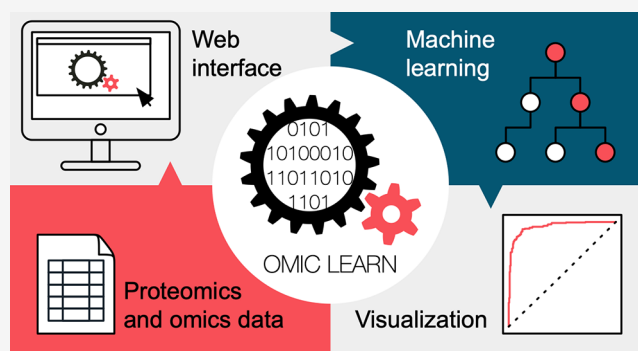 Web
interface
Machine
learning
0101
10100010
11011010
1101
OMIC LEARN
Proteomics
and omics data
Visualization